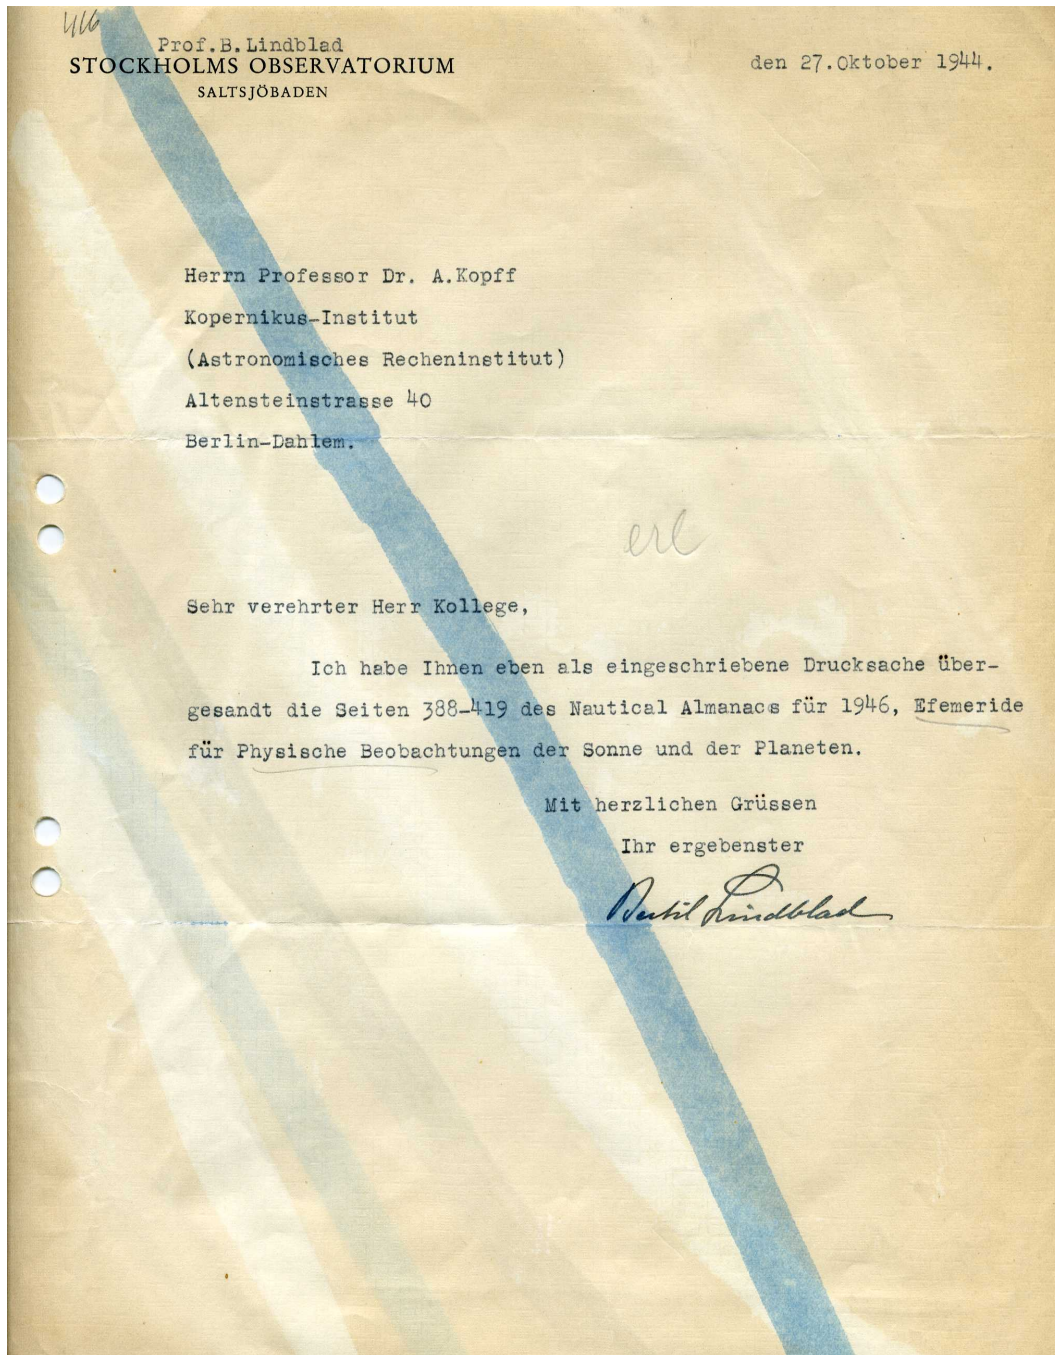 416
Prof.B.Lindblad
STOCKHOLMS OBSERVATORIUM
SALTSJÖBADEN
den 27.Oktober 1944.
Herrn Professor Dr. A.Kopff
Kopernikus-Institut
(Astronomisches Recheninstitut)
Altensteinstrasse 40
Berlin-Dahlem.
erl
Sehr verehrter Herr Kollege,
Ich habe Ihnen eben als eingeschriebene Drucksache über-
gesandt die Seiten 388-419 des Nautical Almanacs für 1946, Efemeride
für Physische Beobachtungen der Sonne und der Planeten.
Mit herzlichen Grüssen
Ihr ergebenster
Bertil Lindblad